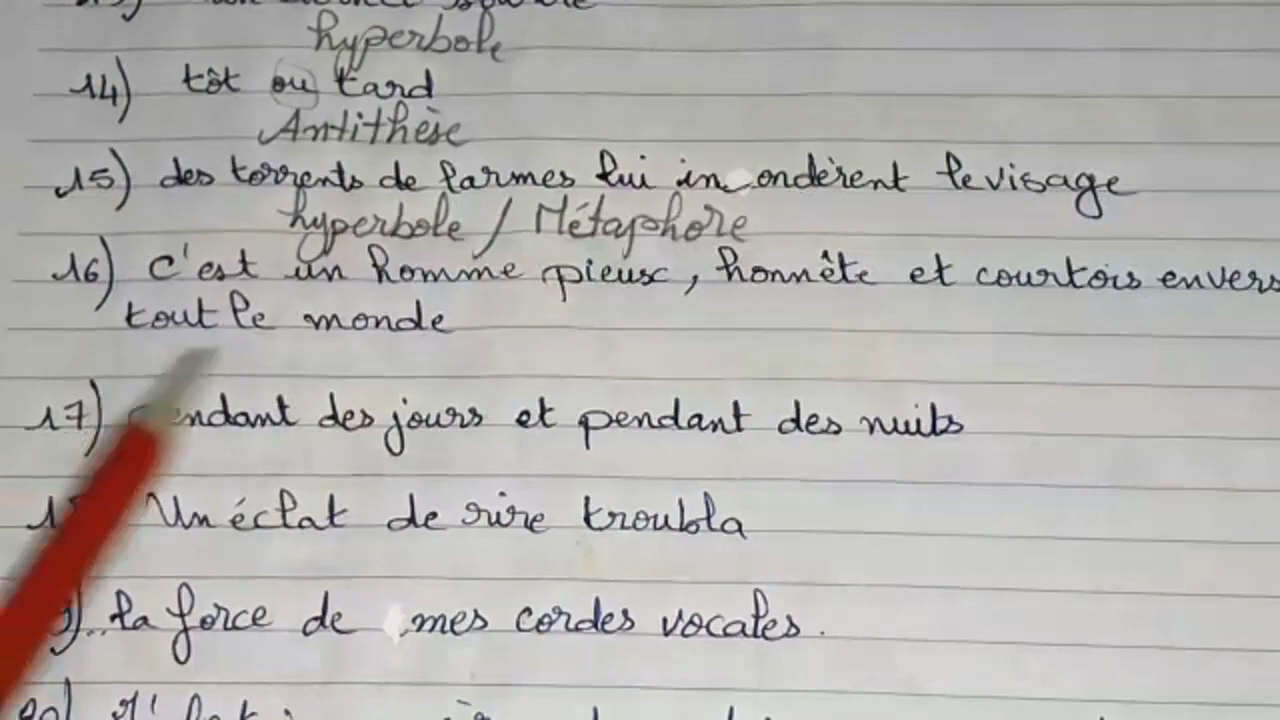 hyperbole
14) tôt ou tard
Antithèse
15) des torrents de larmes lui inondèrent le visage
hyperbole / Métaphore
16) c'est un homme pieux, honnête et courtois envers
tout le monde
17) pendant des jours et pendant des nuits
Un éclat de rire troubla
la force de mes cordes vocales.